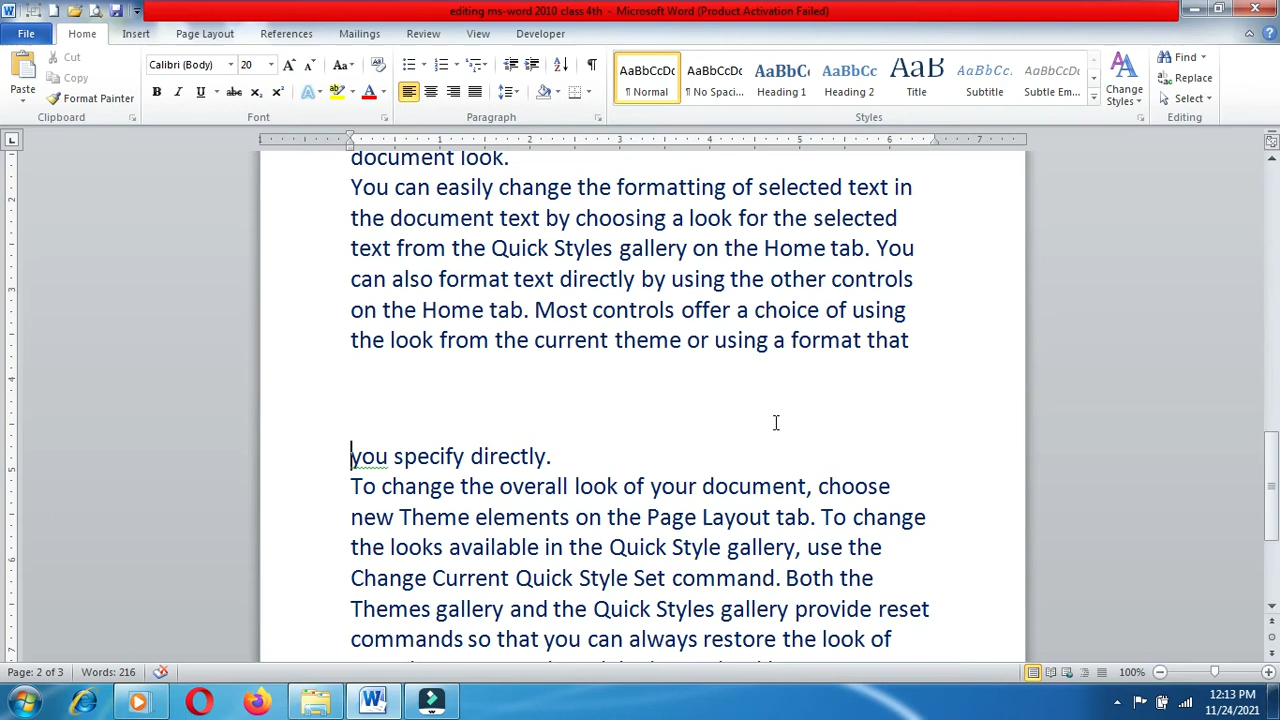 editing ms-word 2010 class 4th - Microsoft Word (Product Activation Failed)
File Home Insert Page Layout References Mailings Review View Developer
Paste
Cut
Copy
Format Painter
Clipboard
Calibri (Body) 20
Font
Paragraph
AaBbCcDc AaBbCcDc AaBbCc AaBbCc AaB AaBbCcL AaBbCcDc
¶ Normal ¶ No Spaci... Heading 1 Heading 2 Title Subtitle Subtle Em...
Change
Styles
Styles
Find
Replace
Select
Editing
1 2 3 4 5 6 7
document look.
You can easily change the formatting of selected text in
the document text by choosing a look for the selected
text from the Quick Styles gallery on the Home tab. You
can also format text directly by using the other controls
on the Home tab. Most controls offer a choice of using
the look from the current theme or using a format that
you specify directly.
To change the overall look of your document, choose
new Theme elements on the Page Layout tab. To change
the looks available in the Quick Style gallery, use the
Change Current Quick Style Set command. Both the
Themes gallery and the Quick Styles gallery provide reset
commands so that you can always restore the look of
Page: 2 of 3 Words: 216 100%
12:13 PM
11/24/2021